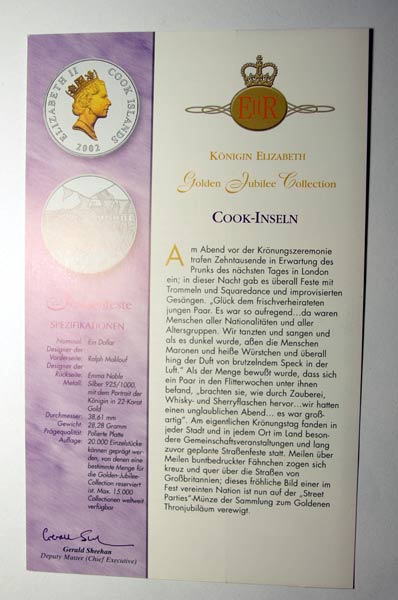 ELIZABETH II COOK ISLANDS
2002
EIIR
KÖNIGIN ELIZABETH
Golden Jubilee Collection
COOK-INSELN
Am Abend vor der Krönungszeremonie
trafen Zehntausende in Erwartung des
Prunks des nächsten Tages in London
ein; in dieser Nacht gab es überall Feste mit
Trommeln und Squaredance und improvisierten
Gesängen. „Glück dem frischverheirateten
jungen Paar. Es war so aufregend...da waren
Menschen aller Nationalitäten und aller
Altersgruppen. Wir tanzten und sangen und
als es dunkel wurde, aßen die Menschen
Maronen und heiße Würstchen und überall
hing der Duft von brutzelndem Speck in der
Luft." Als der Menge bewußt wurde, dass sich
ein Paar in den Flitterwochen unter ihnen
befand, „brachten sie, wie durch Zauberei,
Whisky- und Sherryflaschen hervor...wir hatten
einen unglaublichen Abend... es war groß-
artig". Am eigentlichen Krönungstag fanden in
jeder Stadt und in jedem Ort im Land beson-
dere Gemeinschaftsveranstaltungen und lang
zuvor geplante Straßenfeste statt. Meilen über
Meilen buntbedruckter Fähnchen zogen sich
kreuz und quer über die Straßen von
Großbritannien; dieses fröhliche Bild einer im
Fest vereinten Nation ist nun auf der „Street
Parties"-Münze der Sammlung zum Goldenen
Thronjubiläum verewigt.
SPEZIFIKATIONEN
Nominal: Ein Dollar
Designer der
Vorderseite: Ralph Maklouf
Designer der
Rückseite: Emma Noble
Metall: Silber 925/1000,
mit dem Portrait der
Königin in 22 Karat
Gold
Durchmesser: 38,61 mm
Gewicht: 28,28 Gramm
Prägequalität: Polierte Platte
Auflage: 20.000 Einzelstücke
können geprägt wer-
den, von denen eine
bestimmte Menge für
die Golden-Jubilee-
Collection reserviert
ist. Max. 15.000
Collectionen weltweit
verfügbar
Gerald Sheehan
Deputy Master (Chief Executive)